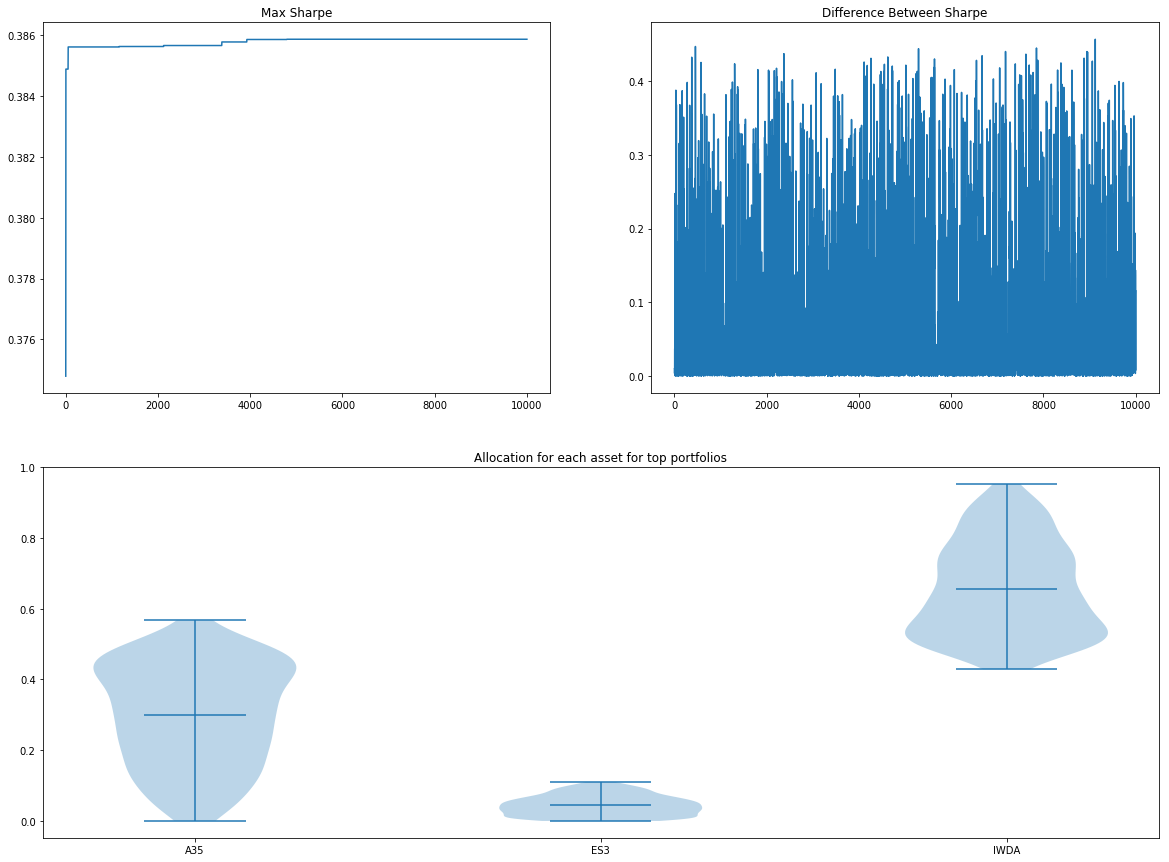 Max Sharpe
0.386
0.384
0.382
0.380
0.378
0.376
0 2000 4000 6000 8000 10000
Difference Between Sharpe
0.4
0.3
0.2
0.1
0.0
0 2000 4000 6000 8000 10000
Allocation for each asset for top portfolios
1.0
0.8
0.6
0.4
0.2
0.0
A35 ES3 IWDA